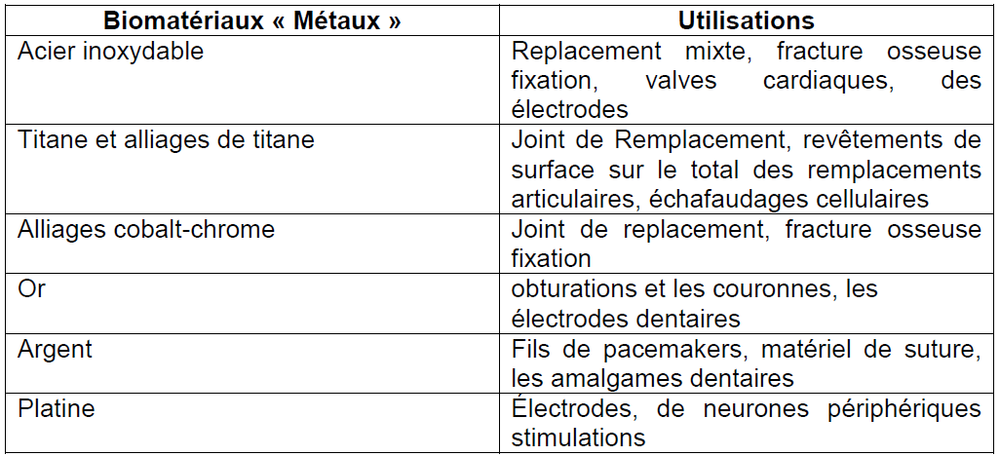 Biomatériaux « Métaux »
Utilisations
Acier inoxydable
Replacement mixte, fracture osseuse
fixation, valves cardiaques, des
électrodes
Titane et alliages de titane
Joint de Remplacement, revêtements de
surface sur le total des remplacements
articulaires, échafaudages cellulaires
Alliages cobalt-chrome
Joint de replacement, fracture osseuse
fixation
Or
obturations et les couronnes, les
électrodes dentaires
Argent
Fils de pacemakers, matériel de suture,
les amalgames dentaires
Platine
Électrodes, de neurones périphériques
stimulations